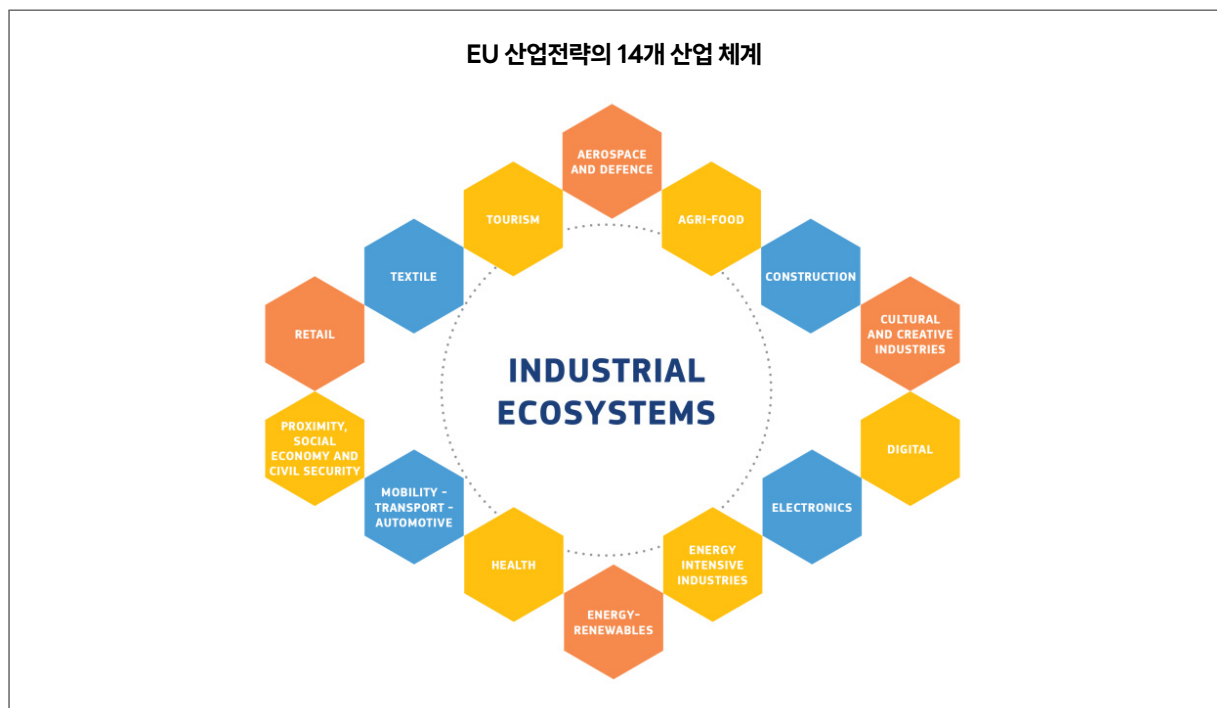 EU 산업전략의 14개 산업 체계
AEROSPACE
AND DEFENCE
AGRI-FOOD
CONSTRUCTION
CULTURAL
AND CREATIVE
INDUSTRIES
DIGITAL
ELECTRONICS
ENERGY
INTENSIVE
INDUSTRIES
ENERGY-
RENEWABLES
HEALTH
MOBILITY -
TRANSPORT -
AUTOMOTIVE
PROXIMITY,
SOCIAL
ECONOMY AND
CIVIL SECURITY
RETAIL
TEXTILE
TOURISM
INDUSTRIAL
ECOSYSTEMS